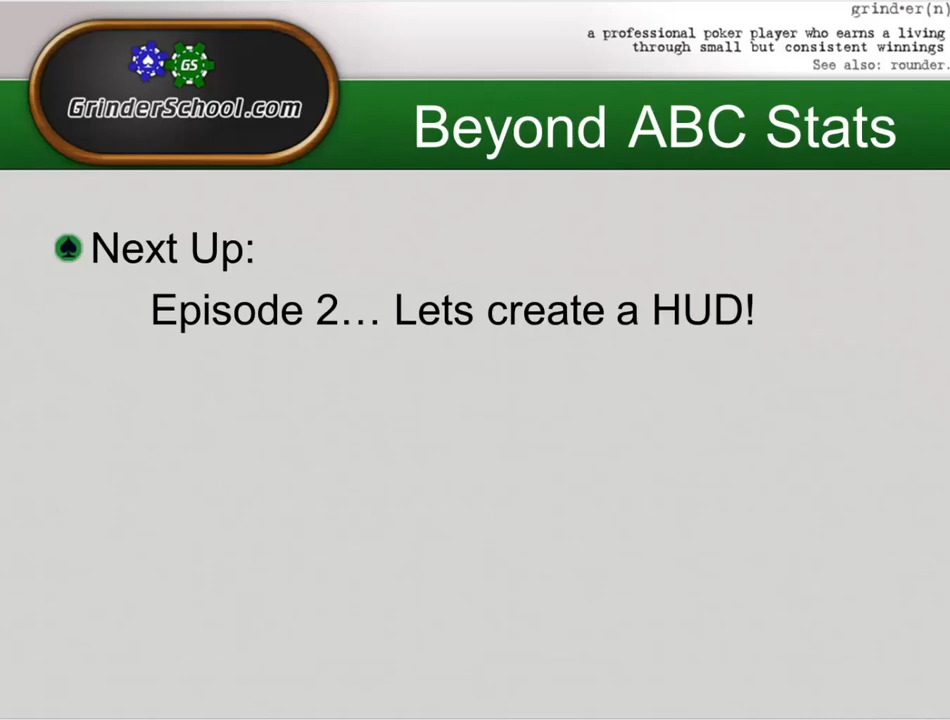 grind•er(n)
a professional poker player who earns a living
through small but consistent winnings
See also: rounder.
GS
GrinderSchool.com
Beyond ABC Stats
Next Up:
Episode 2… Lets create a HUD!